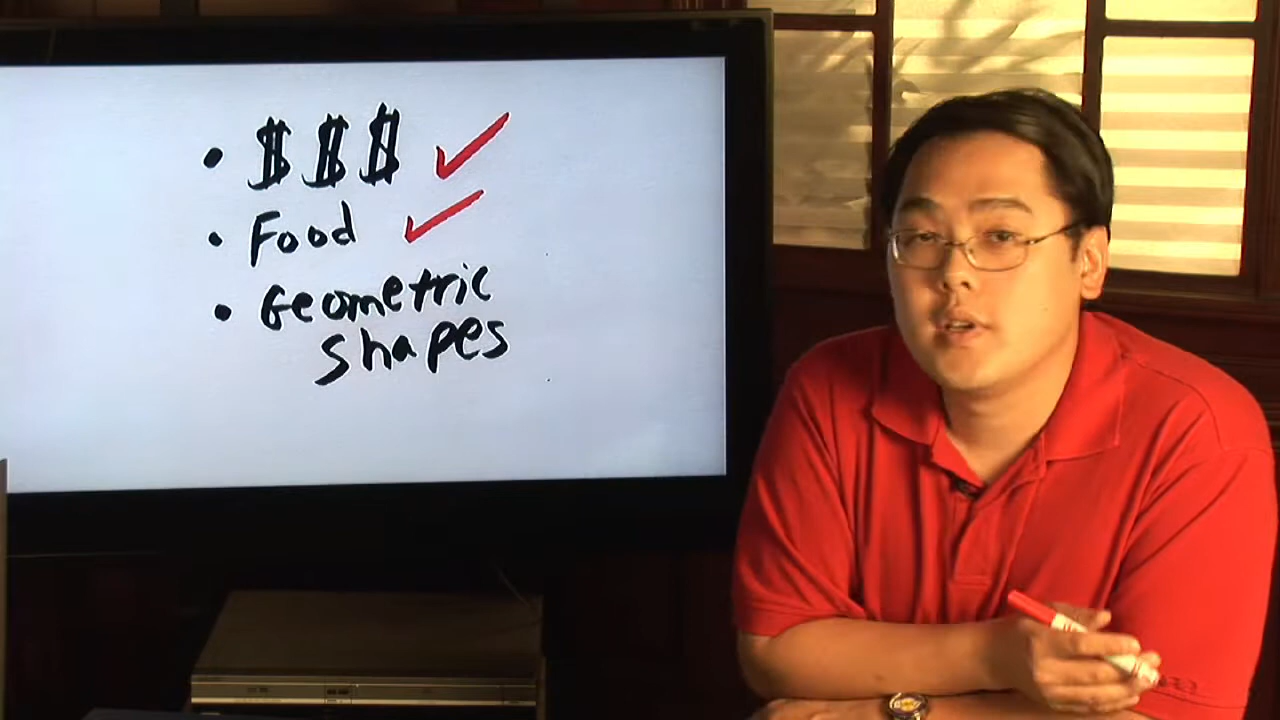 • $ $ $ ✓
• Food ✓
• Geometric
shapes